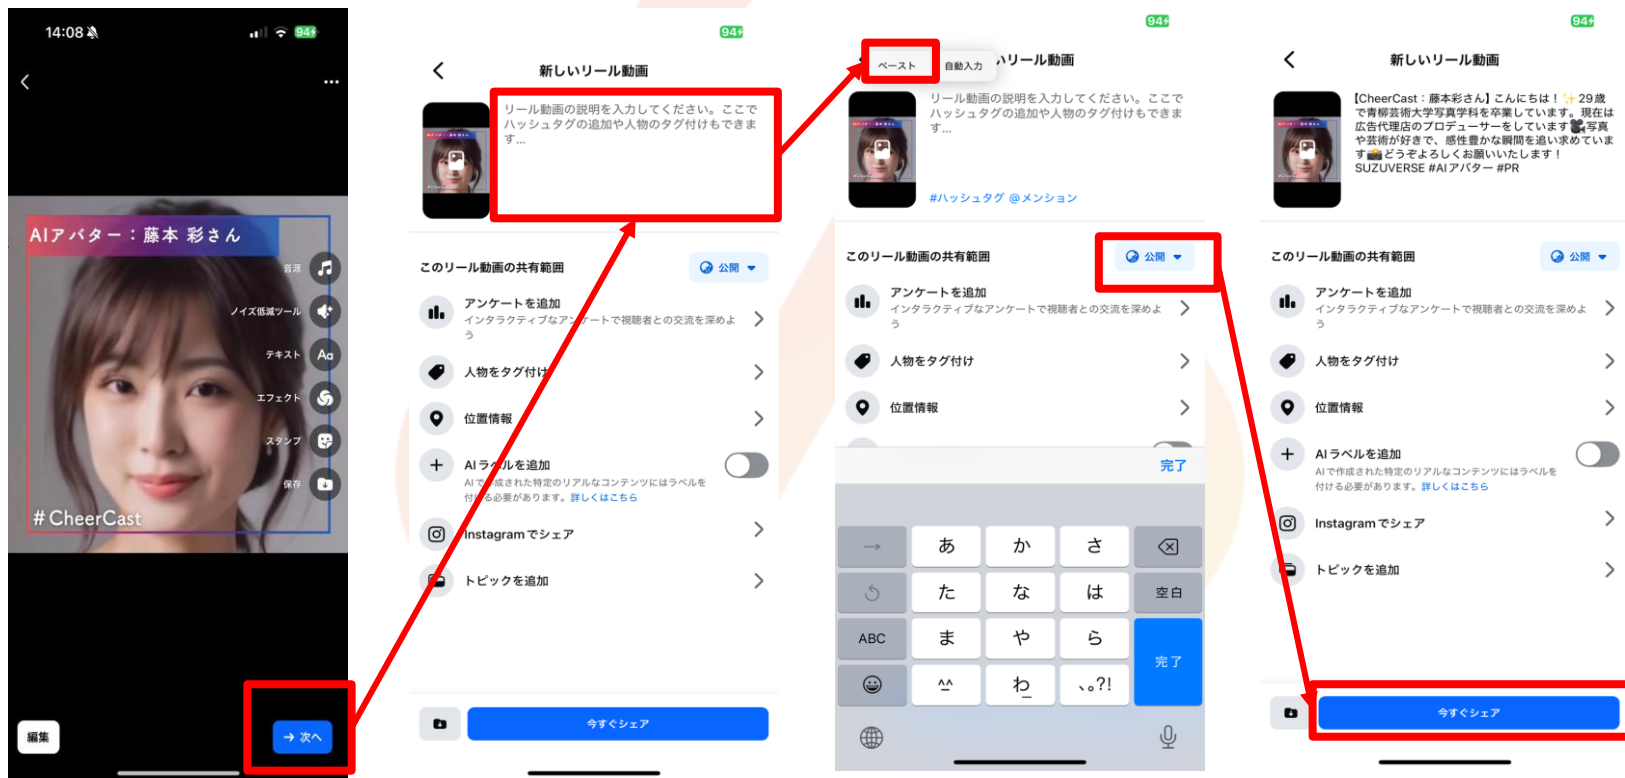 14:08
94
AIアバター：藤本 彩さん
音源
ノイズ低減ツール
テキスト
エフェクト
スタンプ
保存
# CheerCast
編集
→ 次へ
94
新しいリール動画
リール動画の説明を入力してください。ここで
ハッシュタグの追加や人物のタグ付けもできま
す...
このリール動画の共有範囲
公開
アンケートを追加
インタラクティブなアンケートで視聴者との交流を深めよ
う
人物をタグ付け
位置情報
AIラベルを追加
AIで作成された特定のリアルなコンテンツにはラベルを
付ける必要があります。詳しくはこちら
Instagramでシェア
トピックを追加
今すぐシェア
94
ペースト
自動入力
いリール動画
リール動画の説明を入力してください。ここで
ハッシュタグの追加や人物のタグ付けもできま
す...
#ハッシュタグ @メンション
このリール動画の共有範囲
公開
アンケートを追加
インタラクティブなアンケートで視聴者との交流を深めよ
う
人物をタグ付け
位置情報
完了
→ あ か さ
た な は 空白
ABC ま や ら
完了
^^ わ 、。?!
94
新しいリール動画
【CheerCast：藤本彩さん】こんにちは！✨29歳
で青柳芸術大学写真学科を卒業しています。現在は
広告代理店のプロデューサーをしています🎥写真
や芸術が好きで、感性豊かな瞬間を追い求めていま
す📸どうぞよろしくお願いいたします！
SUZUVERSE #AIアバター #PR
このリール動画の共有範囲
公開
アンケートを追加
インタラクティブなアンケートで視聴者との交流を深めよ
う
人物をタグ付け
位置情報
AIラベルを追加
AIで作成された特定のリアルなコンテンツにはラベルを
付ける必要があります。詳しくはこちら
Instagramでシェア
トピックを追加
今すぐシェア